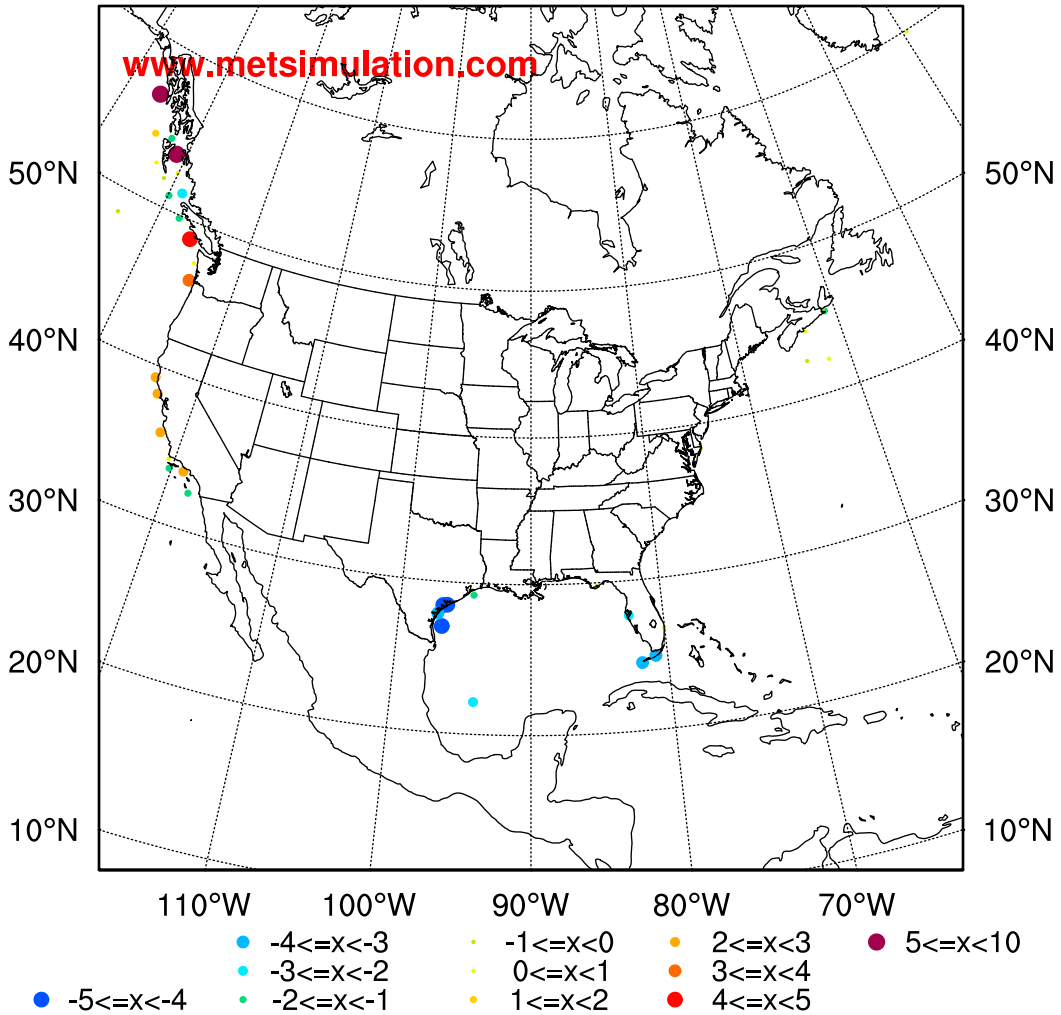 www.metsimulation.com
50°N 50°N
40°N 40°N
30°N 30°N
20°N 20°N
10°N 10°N
110°W 100°W 90°W 80°W 70°W
-4<=x<-3 -1<=x<0 2<=x<3 5<=x<10
-3<=x<-2 0<=x<1 3<=x<4
-5<=x<-4 -2<=x<-1 1<=x<2 4<=x<5